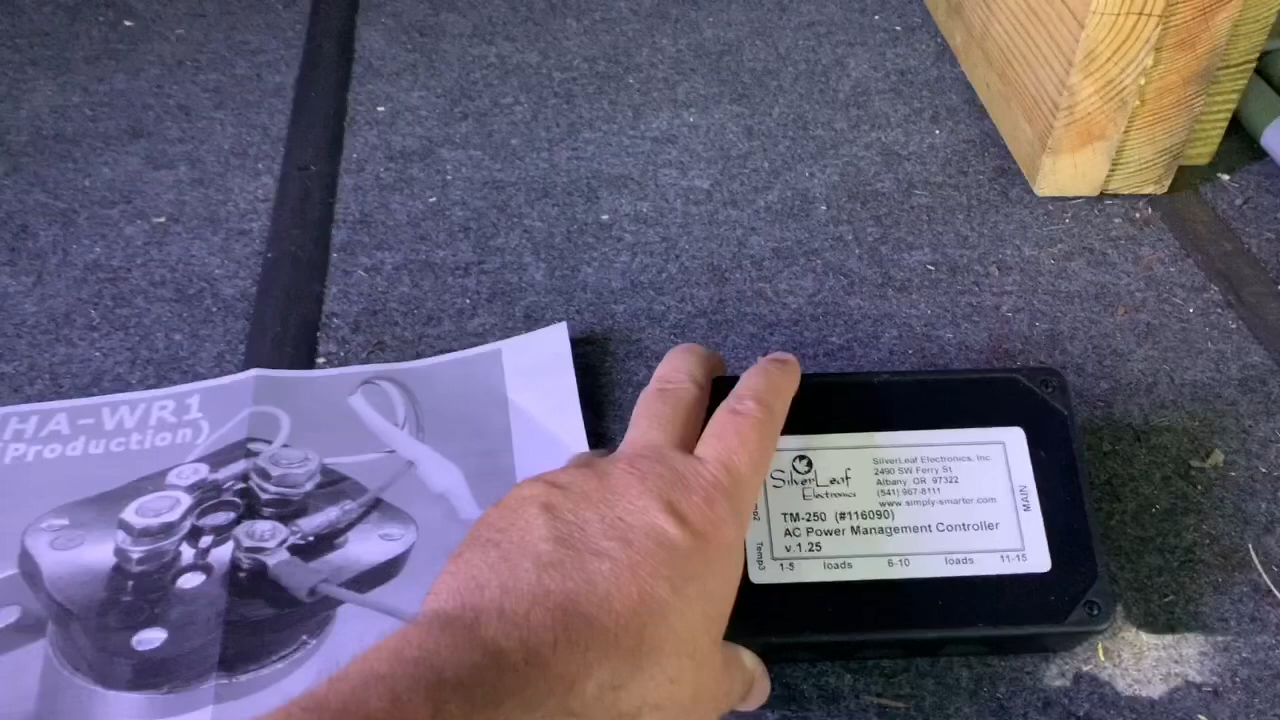 HA-WR1
Production)
SilverLeaf
Electronics
SilverLeaf Electronics, Inc.
2490 SW Ferry St
Albany OR 97322
(541) 967-8111
www.simply-smarter.com
TM-250 (#116090)
AC Power Management Controller
v.1.25
Temp3
1-5 loads 6-10 loads 11-15
MAIN